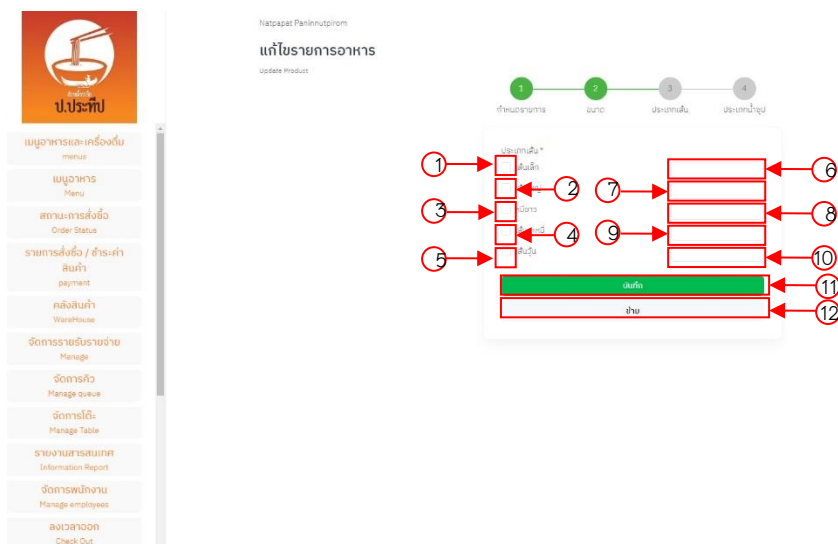 Natpapat Paninnutpirom
แก้ไขรายการอาหาร
Update Product
ป.ประทีป
เมนูอาหารและเครื่องดื่ม
menus
เมนูอาหาร
Menu
สถานะการสั่งซื้อ
Order Status
รายการสั่งซื้อ / ชำระค่า
สินค้า
payment
คลังสินค้า
WareHouse
จัดการรายรับรายจ่าย
Manage
จัดการคิว
Manage queue
จัดการโต๊ะ
Manage Table
รายงานสารสนเทศ
Information Report
จัดการพนักงาน
Manage employees
ลงเวลาออก
Check Out
1 2 3 4
กำหนดรายการ ขนาด ประเภทเส้น ประเภทน้ำซุป
ประเภทเส้น *
1 เส้นเล็ก 6
2 7
3 หมี่ขาว 8
4 9
5 เส้นวุ้น 10
บันทึก 11
ข้าม 12